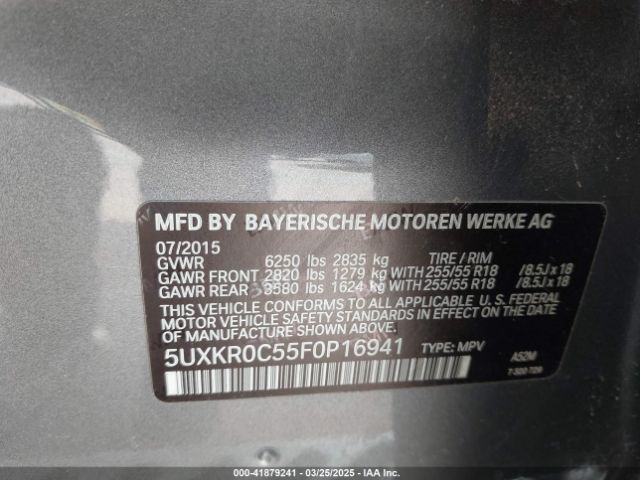 MFD BY BAYERISCHE MOTOREN WERKE AG
07/2015
GVWR 6250 lbs 2835 kg TIRE / RIM
GAWR FRONT 2820 lbs 1279 kg WITH 255/55 R18 /8.5J x 18
GAWR REAR 3580 lbs 1624 kg WITH 255/55 R18 /8.5J x 18
THIS VEHICLE CONFORMS TO ALL APPLICABLE U.S. FEDERAL
MOTOR VEHICLE SAFETY STANDARDS IN EFFECT ON THE DATE
OF MANUFACTURE SHOWN ABOVE.
5UXKR0C55F0P16941 TYPE: MPV A52M
000-41879241 | 03/25/2025 | IAA Inc.